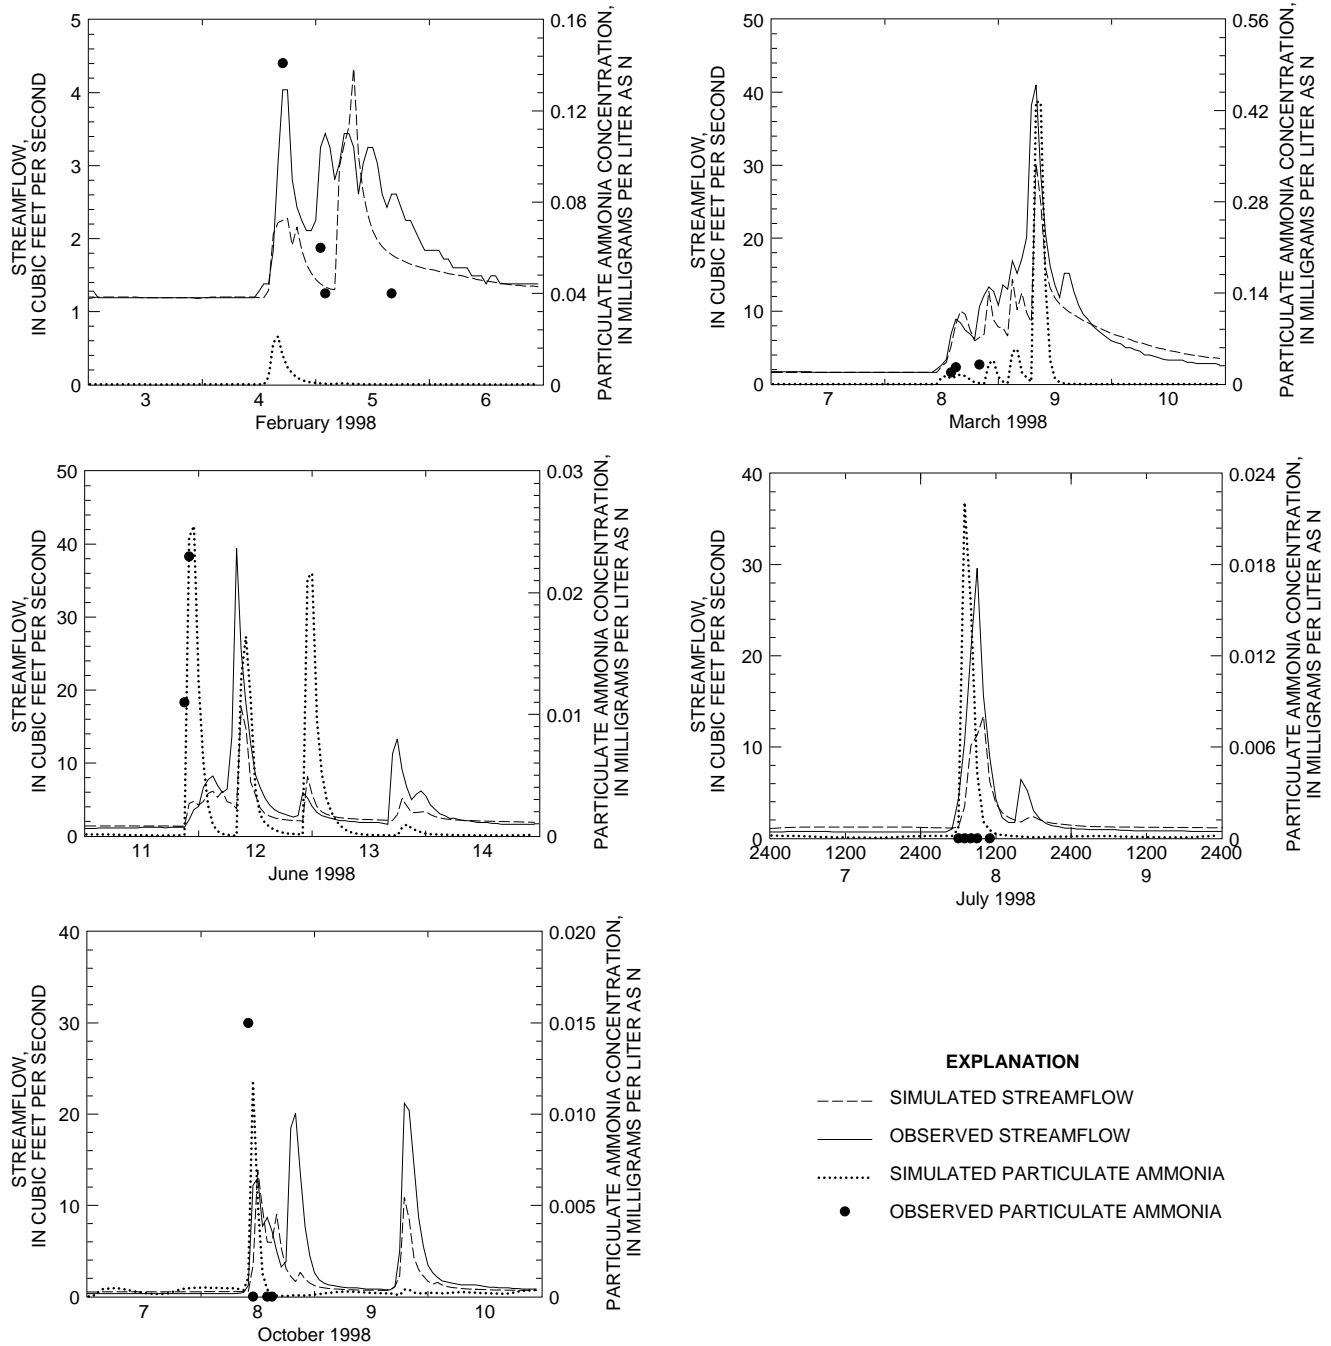 5
4
3
2
1
0
STREAMFLOW,
IN CUBIC FEET PER SECOND
0.16
0.12
0.08
0.04
0
PARTICULATE AMMONIA CONCENTRATION,
IN MILLIGRAMS PER LITER AS N
3 4 5 6
February 1998
50
40
50
20
10
0
STREAMFLOW,
IN CUBIC FEET PER SECOND
0.56
0.42
0.28
0.14
0
PARTICULATE AMMONIA CONCENTRATION,
IN MILLIGRAMS PER LITER AS N
7 8 9 10
March 1998
50
40
30
20
10
0
STREAMFLOW,
IN CUBIC FEET PER SECOND
0.03
0.02
0.01
0
PARTICULATE AMMONIA CONCENTRATION,
IN MILLIGRAMS PER LITER AS N
11 12 13 14
June 1998
40
30
20
10
0
STREAMFLOW,
IN CUBIC FEET PER SECOND
0.024
0.018
0.012
0.006
0
PARTICULATE AMMONIA CONCENTRATION,
IN MILLIGRAMS PER LITER AS N
2400 1200 2400 1200 2400 1200 2400
7 8 9
July 1998
40
30
20
10
0
STREAMFLOW,
IN CUBIC FEET PER SECOND
0.020
0.015
0.010
0.005
0
PARTICULATE AMMONIA CONCENTRATION,
IN MILLIGRAMS PER LITER AS N
7 8 9 10
October 1998
EXPLANATION
SIMULATED STREAMFLOW
OBSERVED STREAMFLOW
SIMULATED PARTICULATE AMMONIA
OBSERVED PARTICULATE AMMONIA